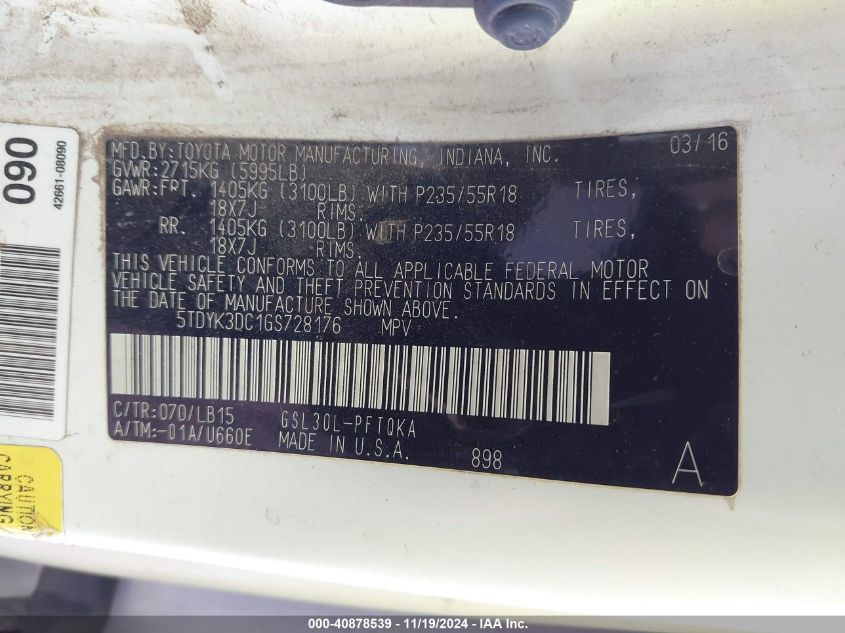 090
42661-08090
MFD.BY:TOYOTA MOTOR MANUFACTURING, INDIANA, INC. 03/16
GVWR:2715KG (5995LB)
GAWR:FRT. 1405KG (3100LB) WITH P235/55R18 TIRES,
18X7J RIMS.
RR. 1405KG (3100LB) WITH P235/55R18 TIRES,
18X7J RIMS.
THIS VEHICLE CONFORMS TO ALL APPLICABLE FEDERAL MOTOR
VEHICLE SAFETY AND THEFT PREVENTION STANDARDS IN EFFECT ON
THE DATE OF MANUFACTURE SHOWN ABOVE.
5TDYK3DC1GS728176 MPV
C/TR:070/LB15 GSL30L-PFTQKA
A/TM:-01A/U660E MADE IN U.S.A. 898
A
CAUTION
CARRYING
000-40878539 - 11/19/2024 - IAA Inc.